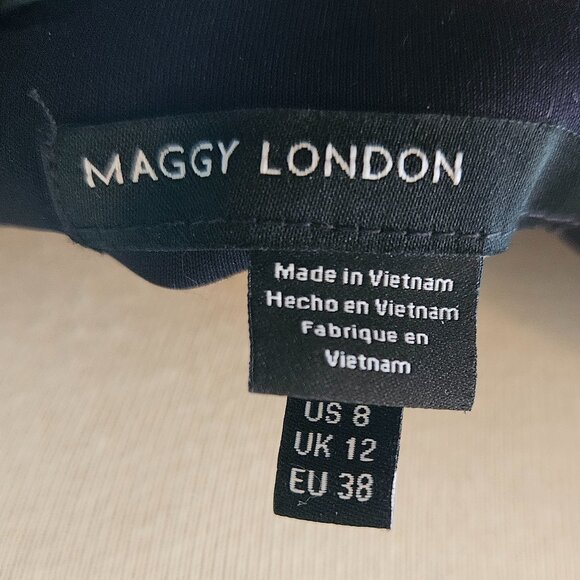 MAGGY LONDON
Made in Vietnam
Hecho en Vietnam
Fabrique en
Vietnam
US 8
UK 12
EU 38